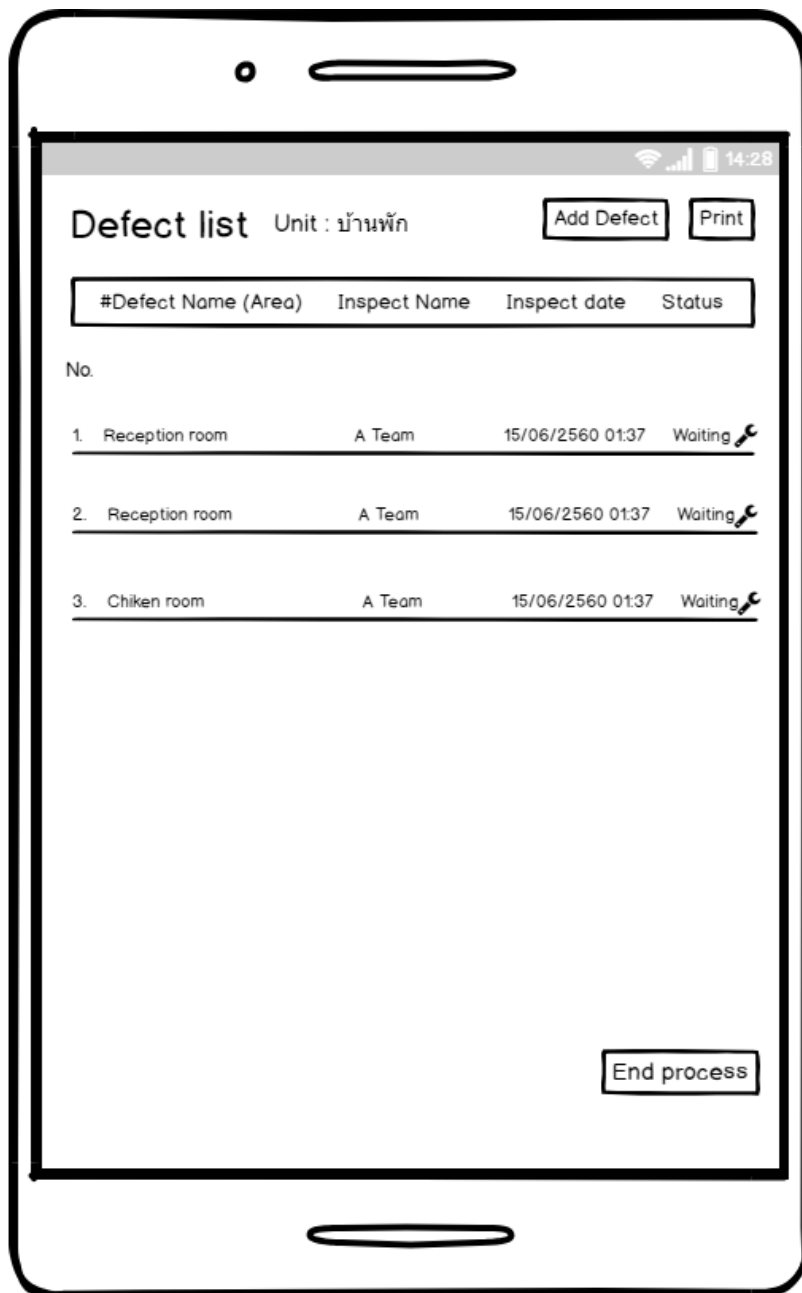 14:28
Defect list Unit : บ้านพัก Add Defect Print
#Defect Name (Area) Inspect Name Inspect date Status
No.
1. Reception room A Team 15/06/2560 01:37 Waiting
2. Reception room A Team 15/06/2560 01:37 Waiting
3. Chiken room A Team 15/06/2560 01:37 Waiting
End process